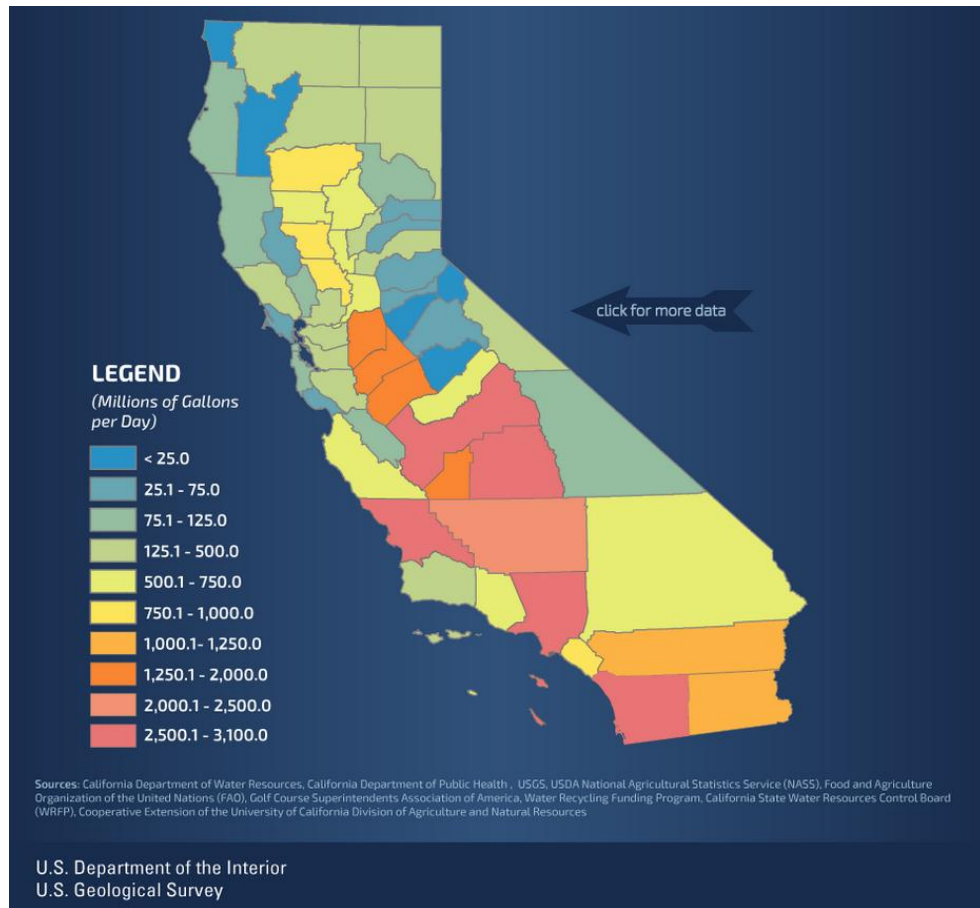 click for more data
LEGEND
(Millions of Gallons
per Day)
< 25.0
25.1 - 75.0
75.1 - 125.0
125.1 - 500.0
500.1 - 750.0
750.1 - 1,000.0
1,000.1- 1,250.0
1,250.1 - 2,000.0
2,000.1 - 2,500.0
2,500.1 - 3,100.0
Sources: California Department of Water Resources, California Department of Public Health , USGS, USDA National Agricultural Statistics Service (NASS), Food and Agriculture
Organization of the United Nations (FAO), Golf Course Superintendents Association of America, Water Recycling Funding Program, California State Water Resources Control Board
(WRFP), Cooperative Extension of the University of California Division of Agriculture and Natural Resources
U.S. Department of the Interior
U.S. Geological Survey